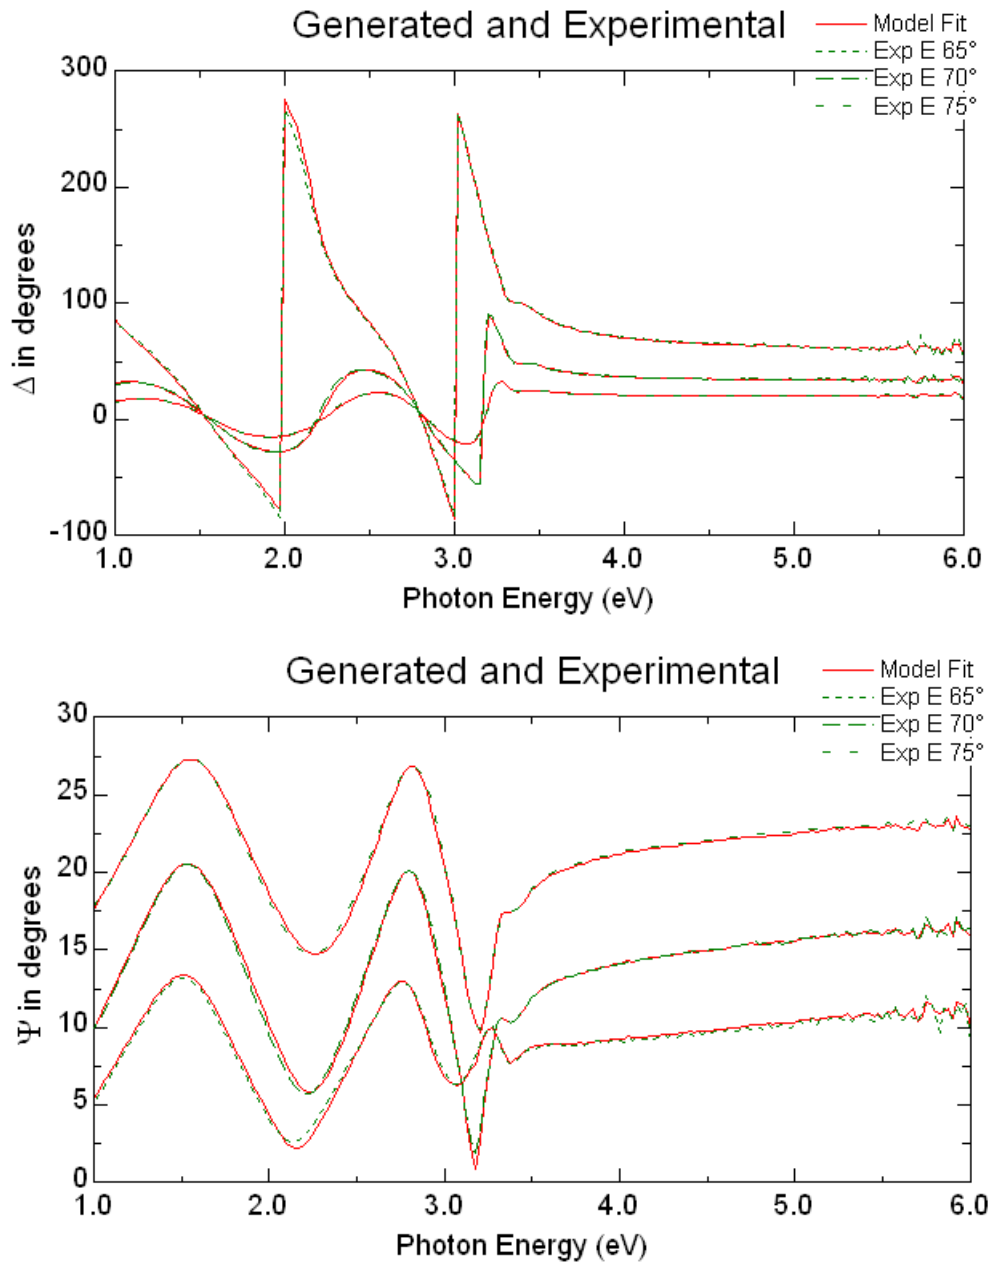 Generated and Experimental
Model Fit
Exp E 65°
Exp E 70°
Exp E 75°
300
200
100
0
-100
Δ in degrees
1.0 2.0 3.0 4.0 5.0 6.0
Photon Energy (eV)
Generated and Experimental
Model Fit
Exp E 65°
Exp E 70°
Exp E 75°
30
25
20
15
10
5
0
Ψ in degrees
1.0 2.0 3.0 4.0 5.0 6.0
Photon Energy (eV)